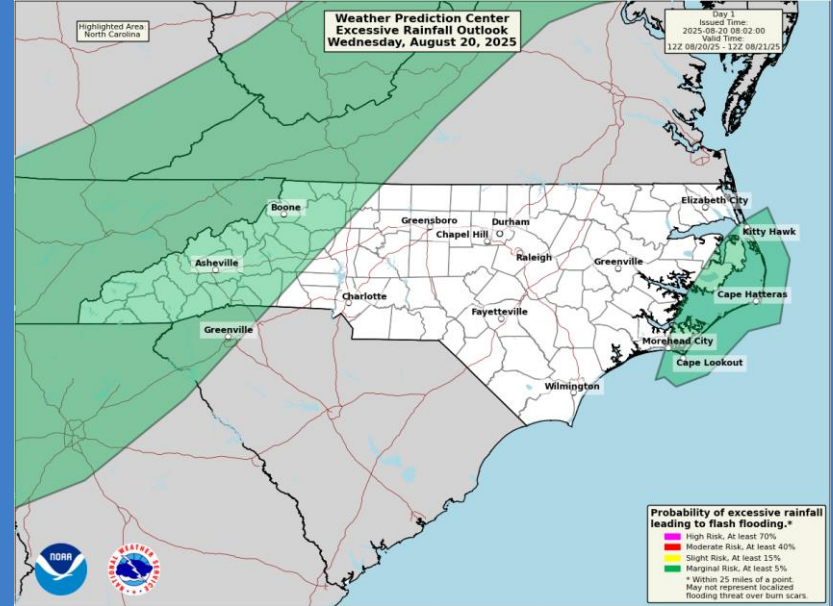 Highlighted Area:
North Carolina
Weather Prediction Center
Excessive Rainfall Outlook
Wednesday, August 20, 2025
Day 1
Issued Time:
2025-08-20 08:02:00
Valid Time:
12Z 08/20/25 - 12Z 08/21/25
Boone
Elizabeth City
Greensboro
Durham
Chapel Hill
Kitty Hawk
Raleigh
Asheville
Greenville
Charlotte
Cape Hatteras
Fayetteville
Greenville
Morehead City
Cape Lookout
Wilmington
NOAA
NATIONAL WEATHER SERVICE
Probability of excessive rainfall
leading to flash flooding.*
High Risk, At least 70%
Moderate Risk, At least 40%
Slight Risk, At least 15%
Marginal Risk, At least 5%
* Within 25 miles of a point.
May not represent localized
flooding threat over burn scars.